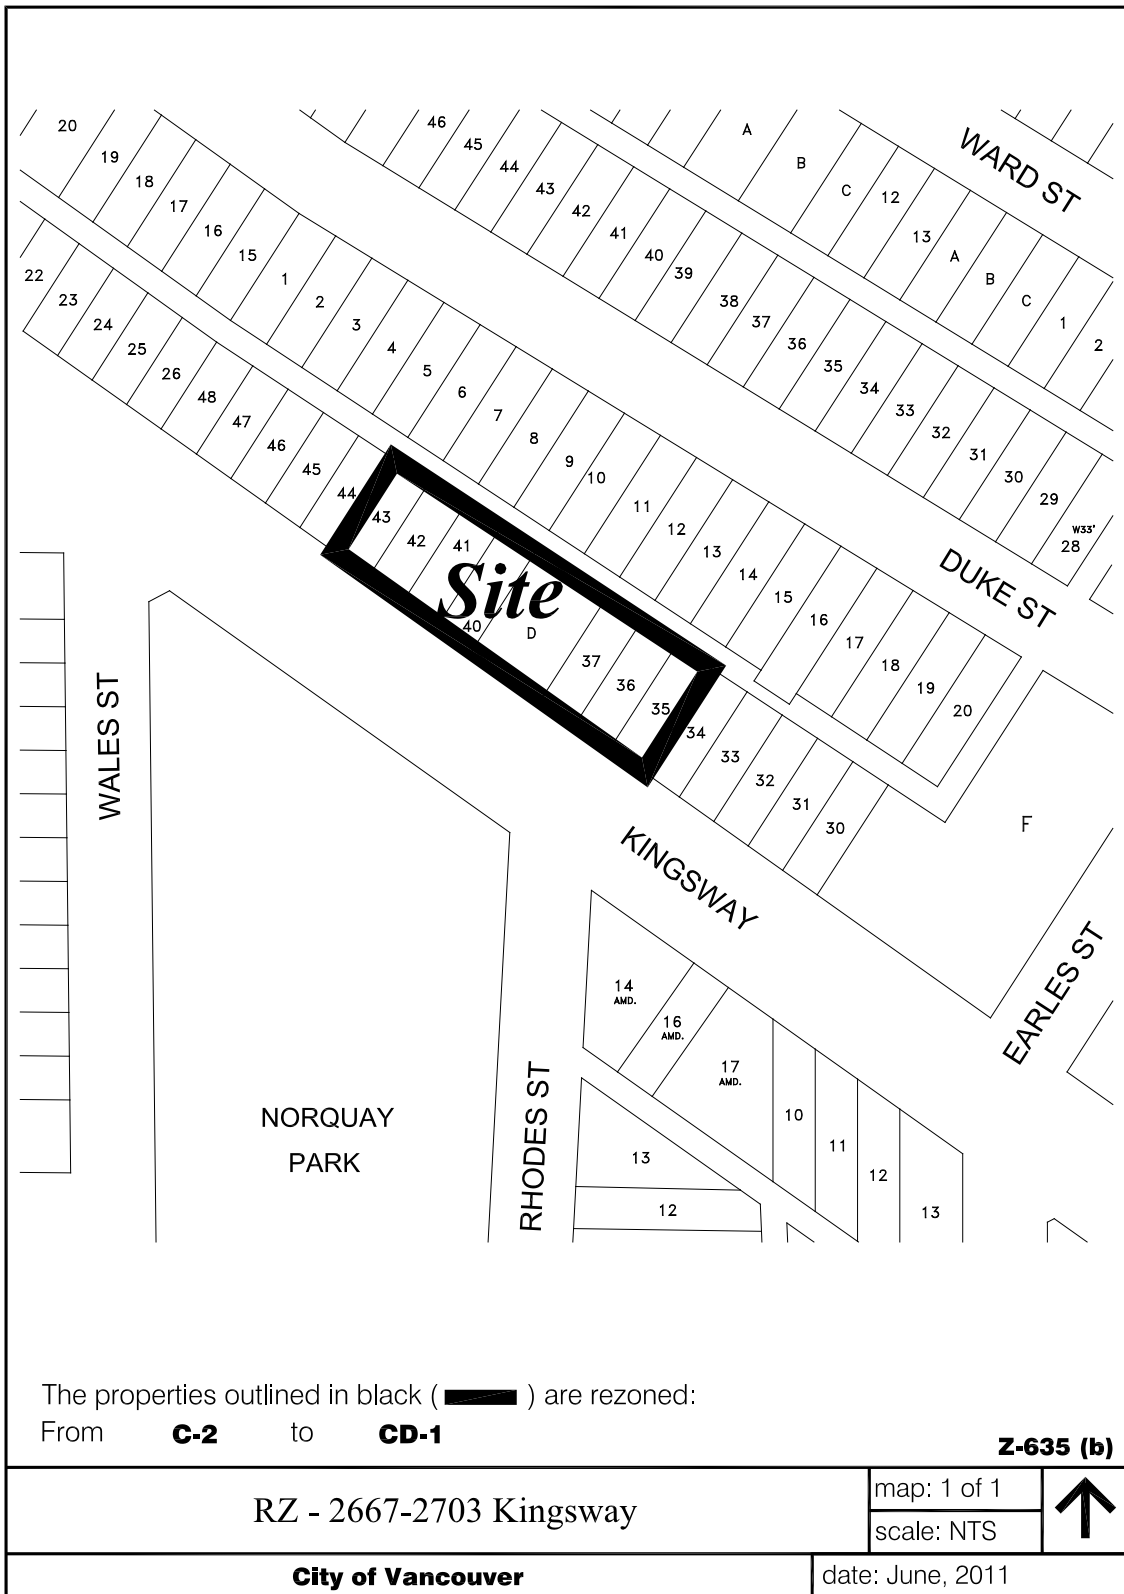 20
19
18
17
16
15
1
2
3
4
5
6
7
8
9
10
11
12
13
14
15
16
17
18
19
20
46
45
44
43
42
41
40
39
38
37
36
35
34
33
32
31
30
29
W33'
28
A
B
C
12
13
A
B
C
1
2
WARD ST
DUKE ST
22
23
24
25
26
48
47
46
45
44
43
42
41
40
D
37
36
35
Site
34
33
32
31
30
F
WALES ST
KINGSWAY
EARLES ST
RHODES ST
NORQUAY
PARK
14
AMD.
16
AMD.
17
AMD.
10
11
12
13
13
12
The properties outlined in black ( ) are rezoned:
From C-2 to CD-1
Z-635 (b)
RZ - 2667-2703 Kingsway
map: 1 of 1
scale: NTS
City of Vancouver
date: June, 2011